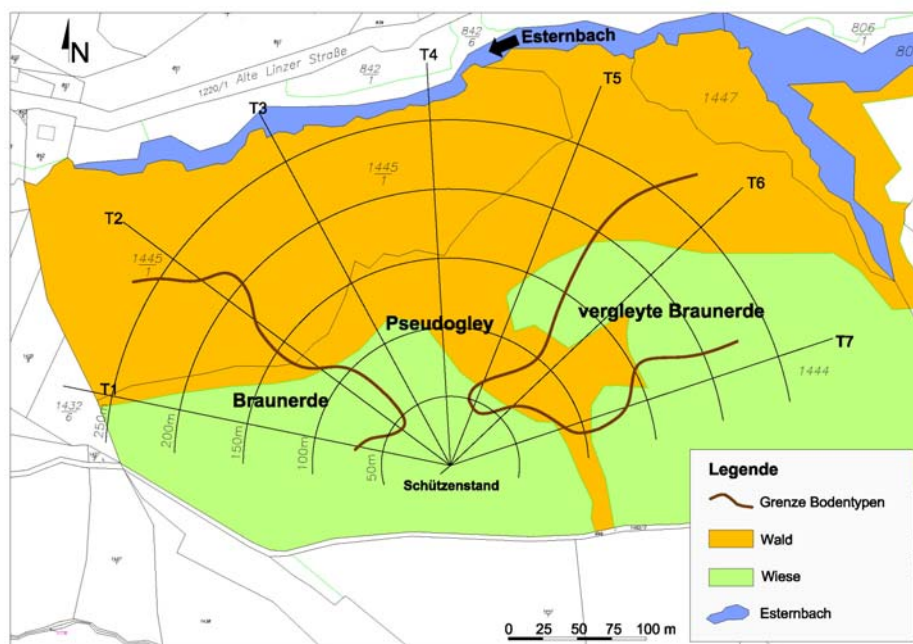 N
1220/1 Alte Linzer Straße
842
1
842
6
Esternbach
806
1
T4
T5
T3
1447
1445
1
T6
T2
1445
1
Pseudogley
vergleyte Braunerde
T7
T1
Braunerde
1444
1432
6
250m
200m
150m
100m
50m
Schützenstand
Legende
Grenze Bodentypen
Wald
Wiese
Esternbach
0 25 50 75 100 m